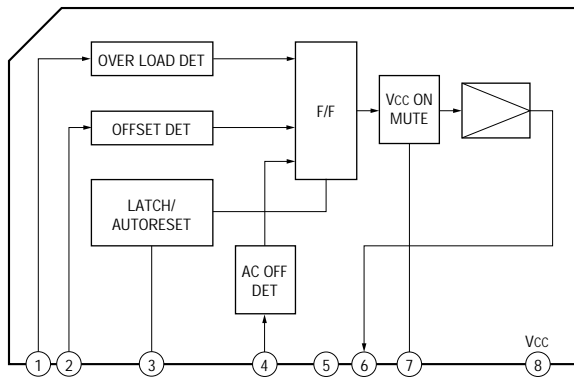 OVER LOAD DET
OFFSET DET
LATCH/
AUTORESET
AC OFF
DET
F/F
VCC ON
MUTE
VCC
1 2 3 4 5 6 7 8